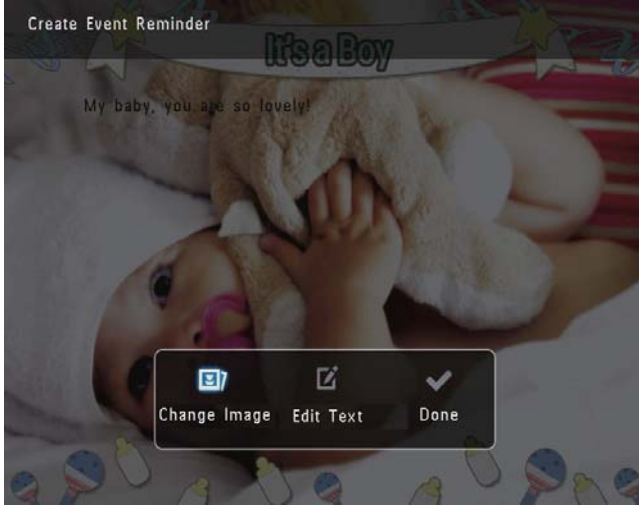 Create Event Reminder
It's a Boy
My baby, you are so lovely!
Change Image
Edit Text
Done